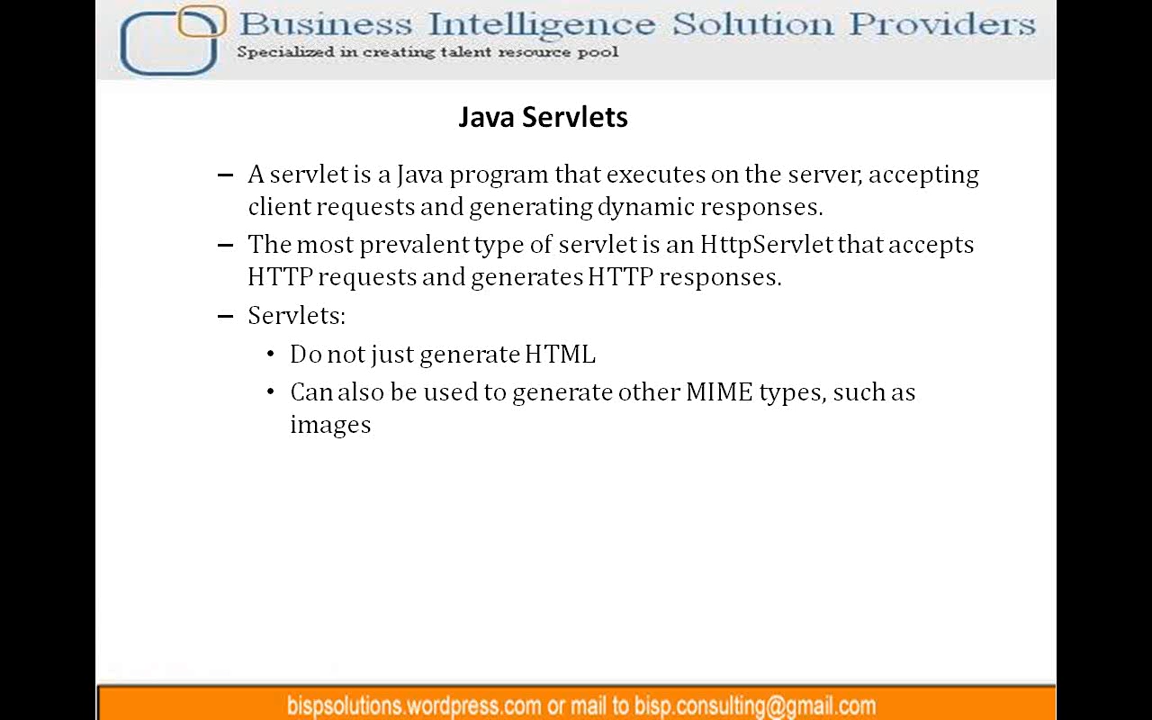 Business Intelligence Solution Providers
Specialized in creating talent resource pool
Java Servlets
– A servlet is a Java program that executes on the server, accepting
client requests and generating dynamic responses.
– The most prevalent type of servlet is an HttpServlet that accepts
HTTP requests and generates HTTP responses.
– Servlets:
• Do not just generate HTML
• Can also be used to generate other MIME types, such as
images
bispsolutions.wordpress.com or mail to bisp.consulting@gmail.com